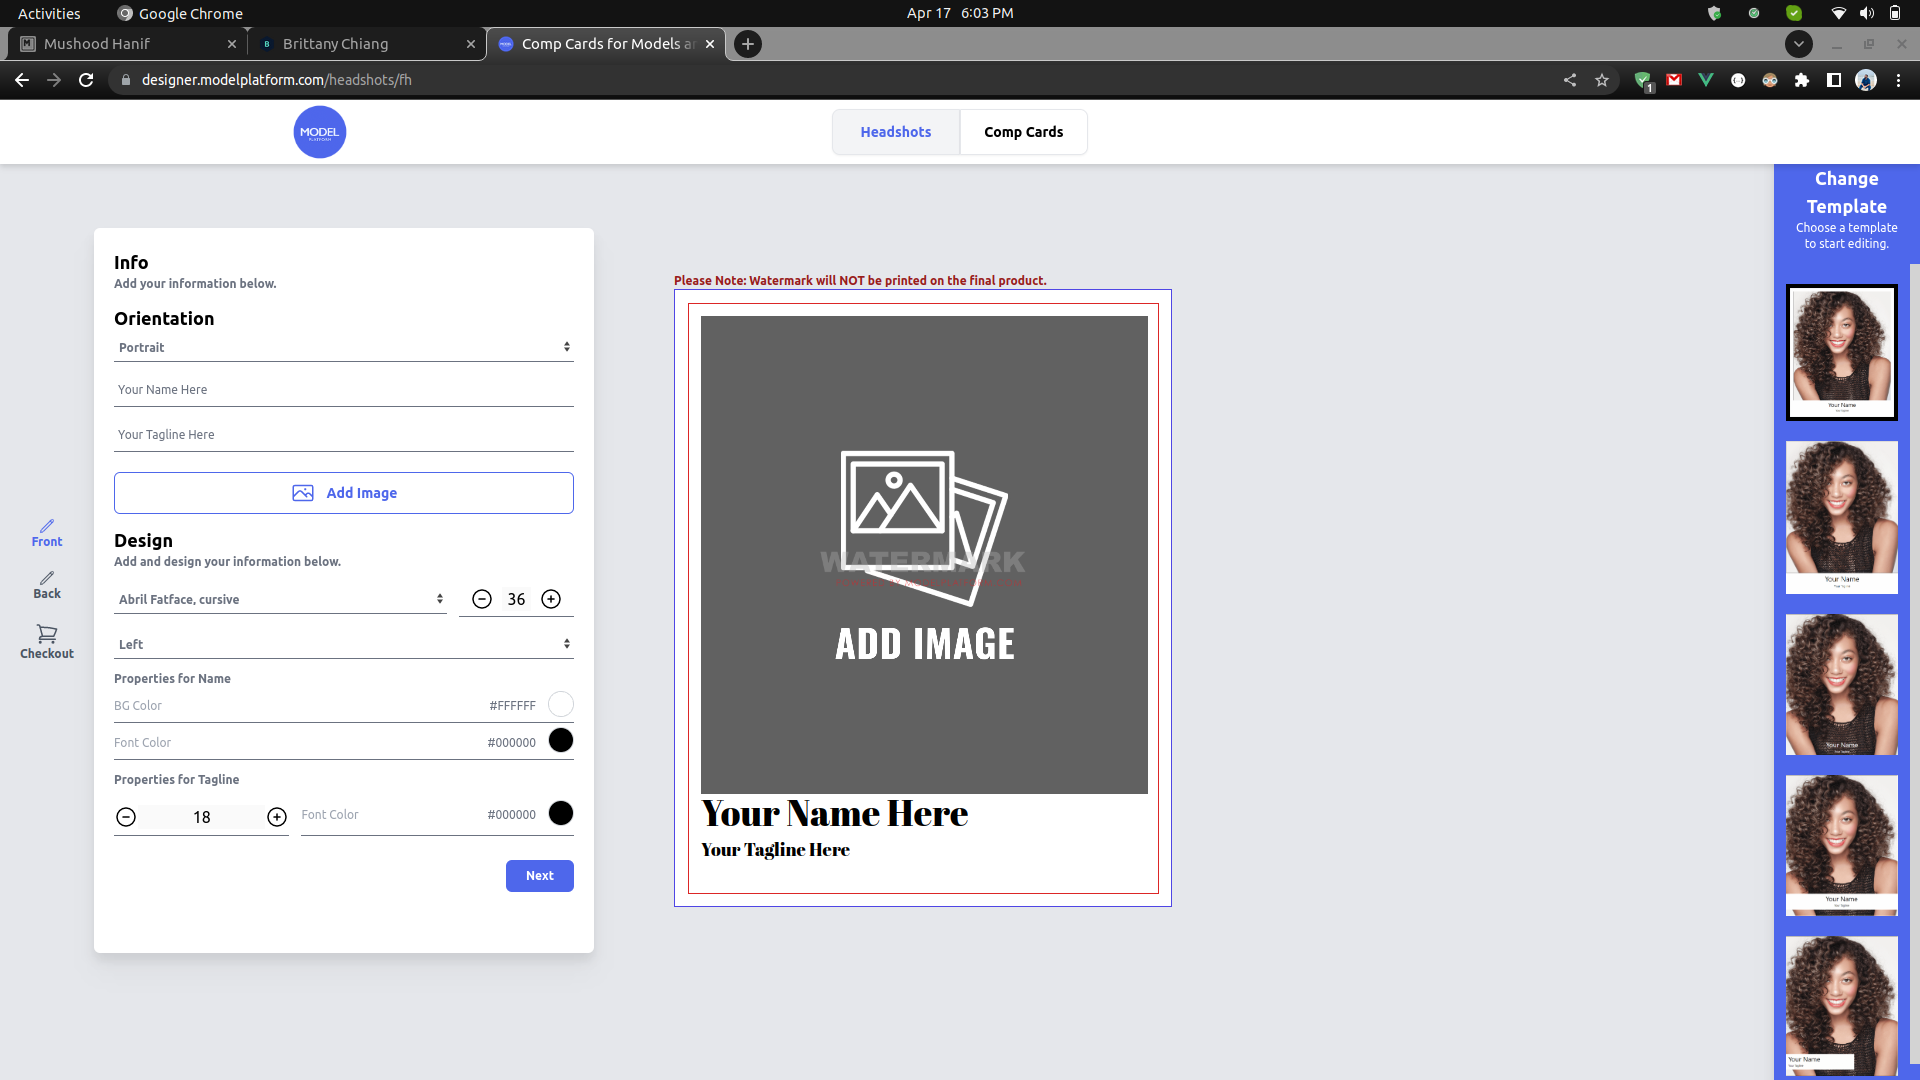 Activities
Google Chrome
Apr 17 6:03 PM
Mushood Hanif
Brittany Chiang
Comp Cards for Models a
designer.modelplatform.com/headshots/fh
1
MODEL
PLATFORM
Headshots
Comp Cards
Change
Template
Choose a template
to start editing.
Info
Add your information below.
Orientation
Portrait
Your Name Here
Your Tagline Here
Add Image
Design
Add and design your information below.
Abril Fatface, cursive
36
Left
Properties for Name
BG Color #FFFFFF
Font Color #000000
Properties for Tagline
18
Font Color #000000
Next
Front
Back
Checkout
Please Note: Watermark will NOT be printed on the final product.
WATERMARK
ADD IMAGE
Your Name Here
Your Tagline Here
Your Name
Your Name
Your Name
Your Name
Your Name